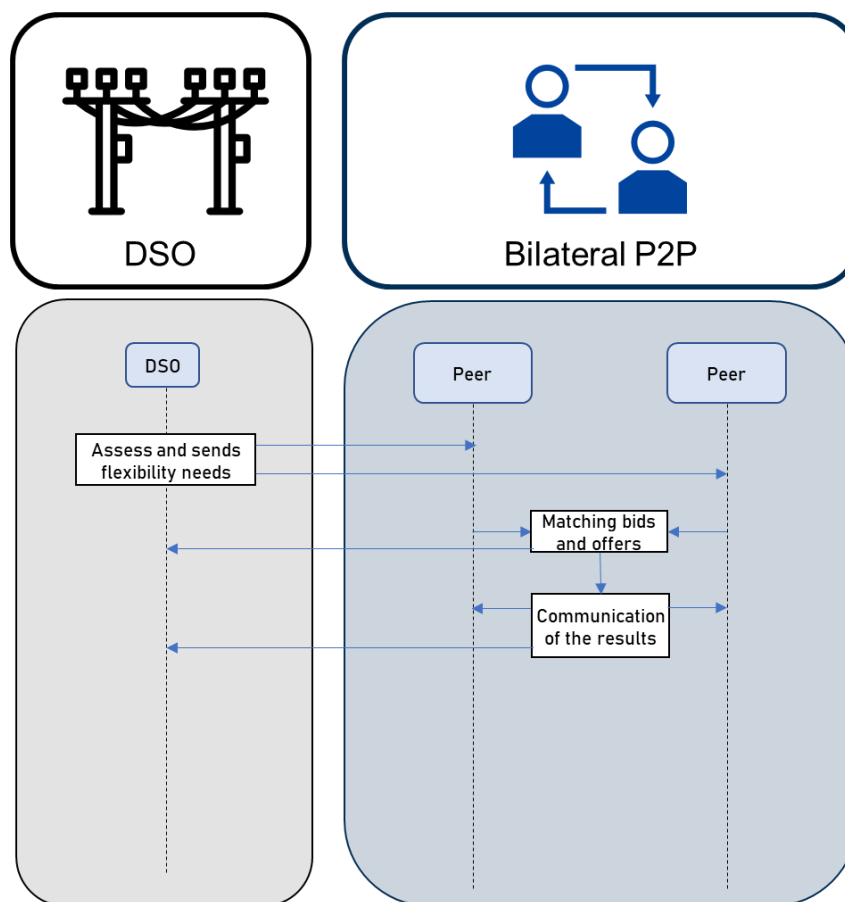 DSO
Bilateral P2P
DSO
Peer
Peer
Assess and sends
flexibility needs
Matching bids
and offers
Communication
of the results